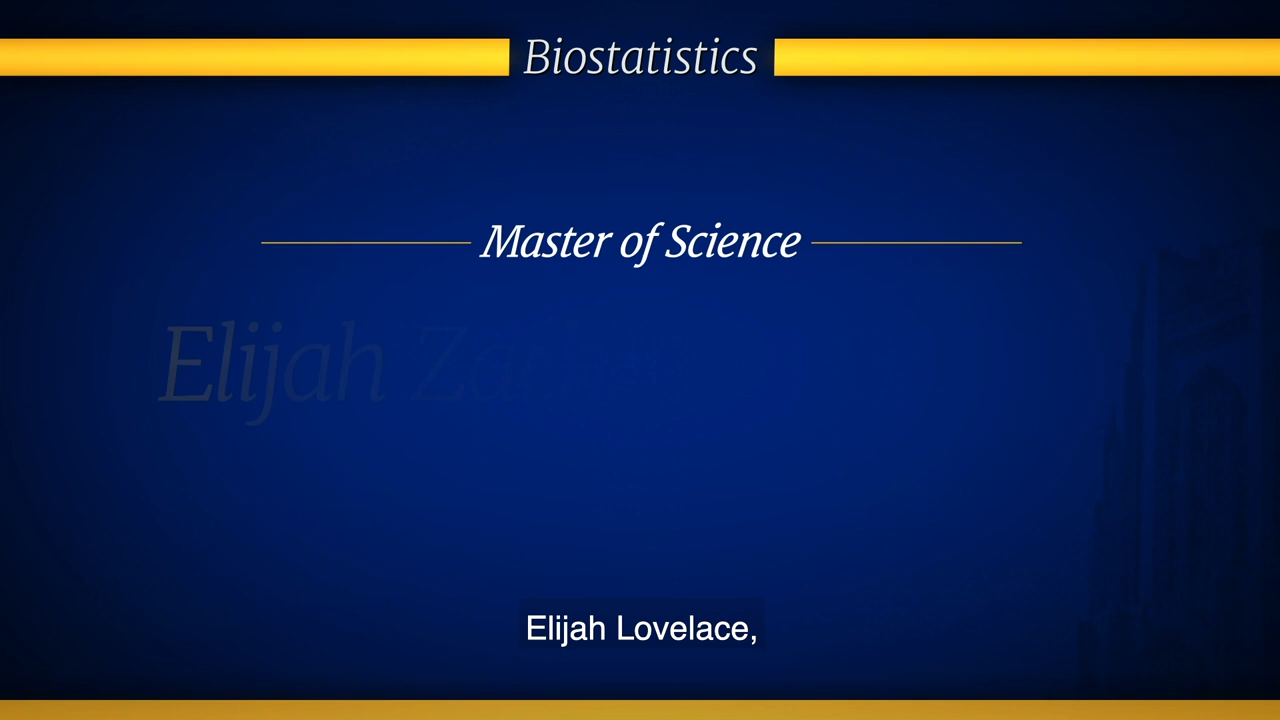 Biostatistics
Master of Science
Elijah
Elijah Lovelace,